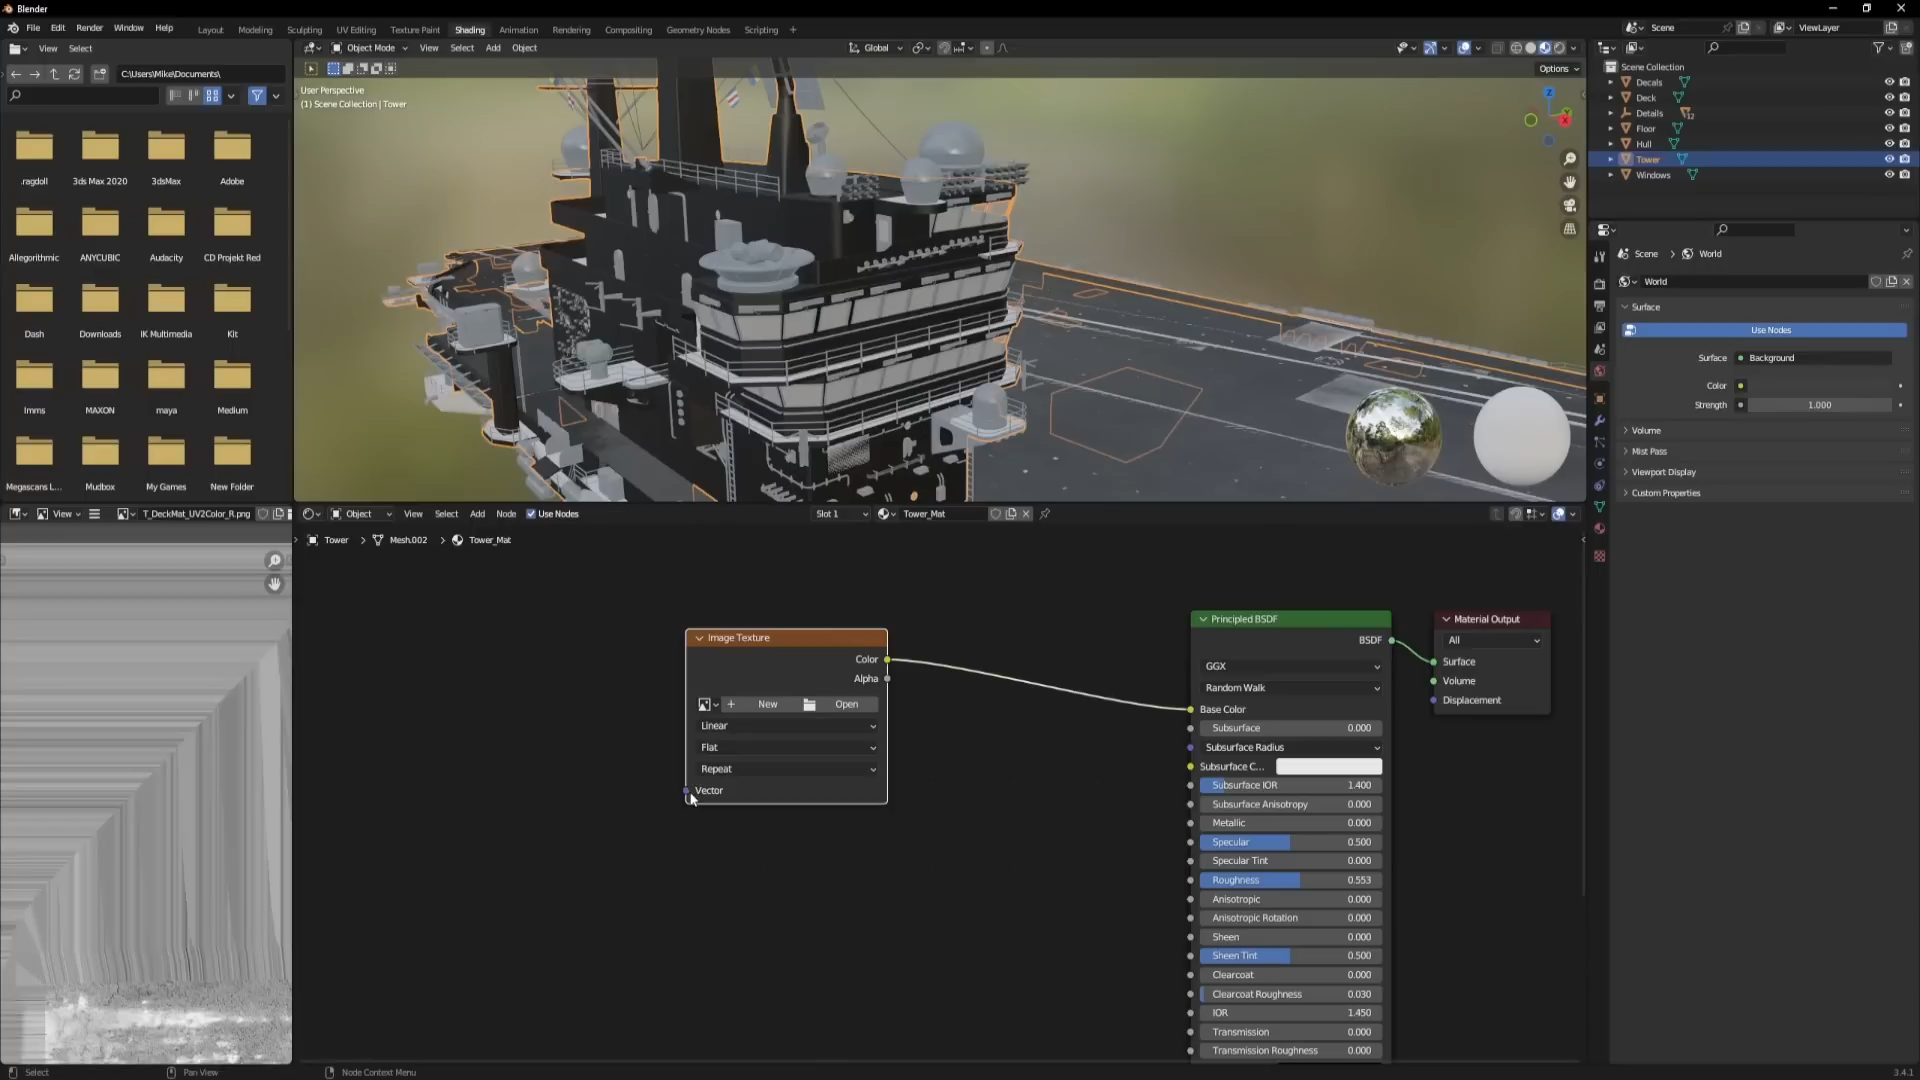 Blender
File Edit Render Window Help
Layout Modeling Sculpting UV Editing Texture Paint Shading Animation Rendering Compositing Geometry Nodes Scripting +
Scene
ViewLayer
View Select
Object Mode View Select Add Object
Global
C:\Users\Mike\Documents\
Options
User Perspective
(1) Scene Collection | Tower
.ragdoll 3ds Max 2020 3dsMax Adobe
Allegorithmic ANYCUBIC Audacity CD Projekt Red
Dash Downloads IK Multimedia Kit
lmms MAXON maya Medium
Megascans L... Mudbox My Games New Folder
Z
Scene Collection
Decals
Deck
Details 12
Floor
Hull
Tower
Windows
Scene > World
World
Surface
Use Nodes
Surface Background
Color
Strength 1.000
Volume
Mist Pass
Viewport Display
Custom Properties
View T_DeckMat_UV2Color_R.png
Object View Select Add Node Use Nodes Slot 1 Tower_Mat
Tower > Mesh.002 > Tower_Mat
Image Texture
Color
Alpha
+ New Open
Linear
Flat
Repeat
Vector
Principled BSDF
BSDF
GGX
Random Walk
Base Color
Subsurface 0.000
Subsurface Radius
Subsurface C...
Subsurface IOR 1.400
Subsurface Anisotropy 0.000
Metallic 0.000
Specular 0.500
Specular Tint 0.000
Roughness 0.553
Anisotropic 0.000
Anisotropic Rotation 0.000
Sheen 0.000
Sheen Tint 0.500
Clearcoat 0.000
Clearcoat Roughness 0.030
IOR 1.450
Transmission 0.000
Transmission Roughness 0.000
Material Output
All
Surface
Volume
Displacement
Select Pan View Node Context Menu
3.4.1